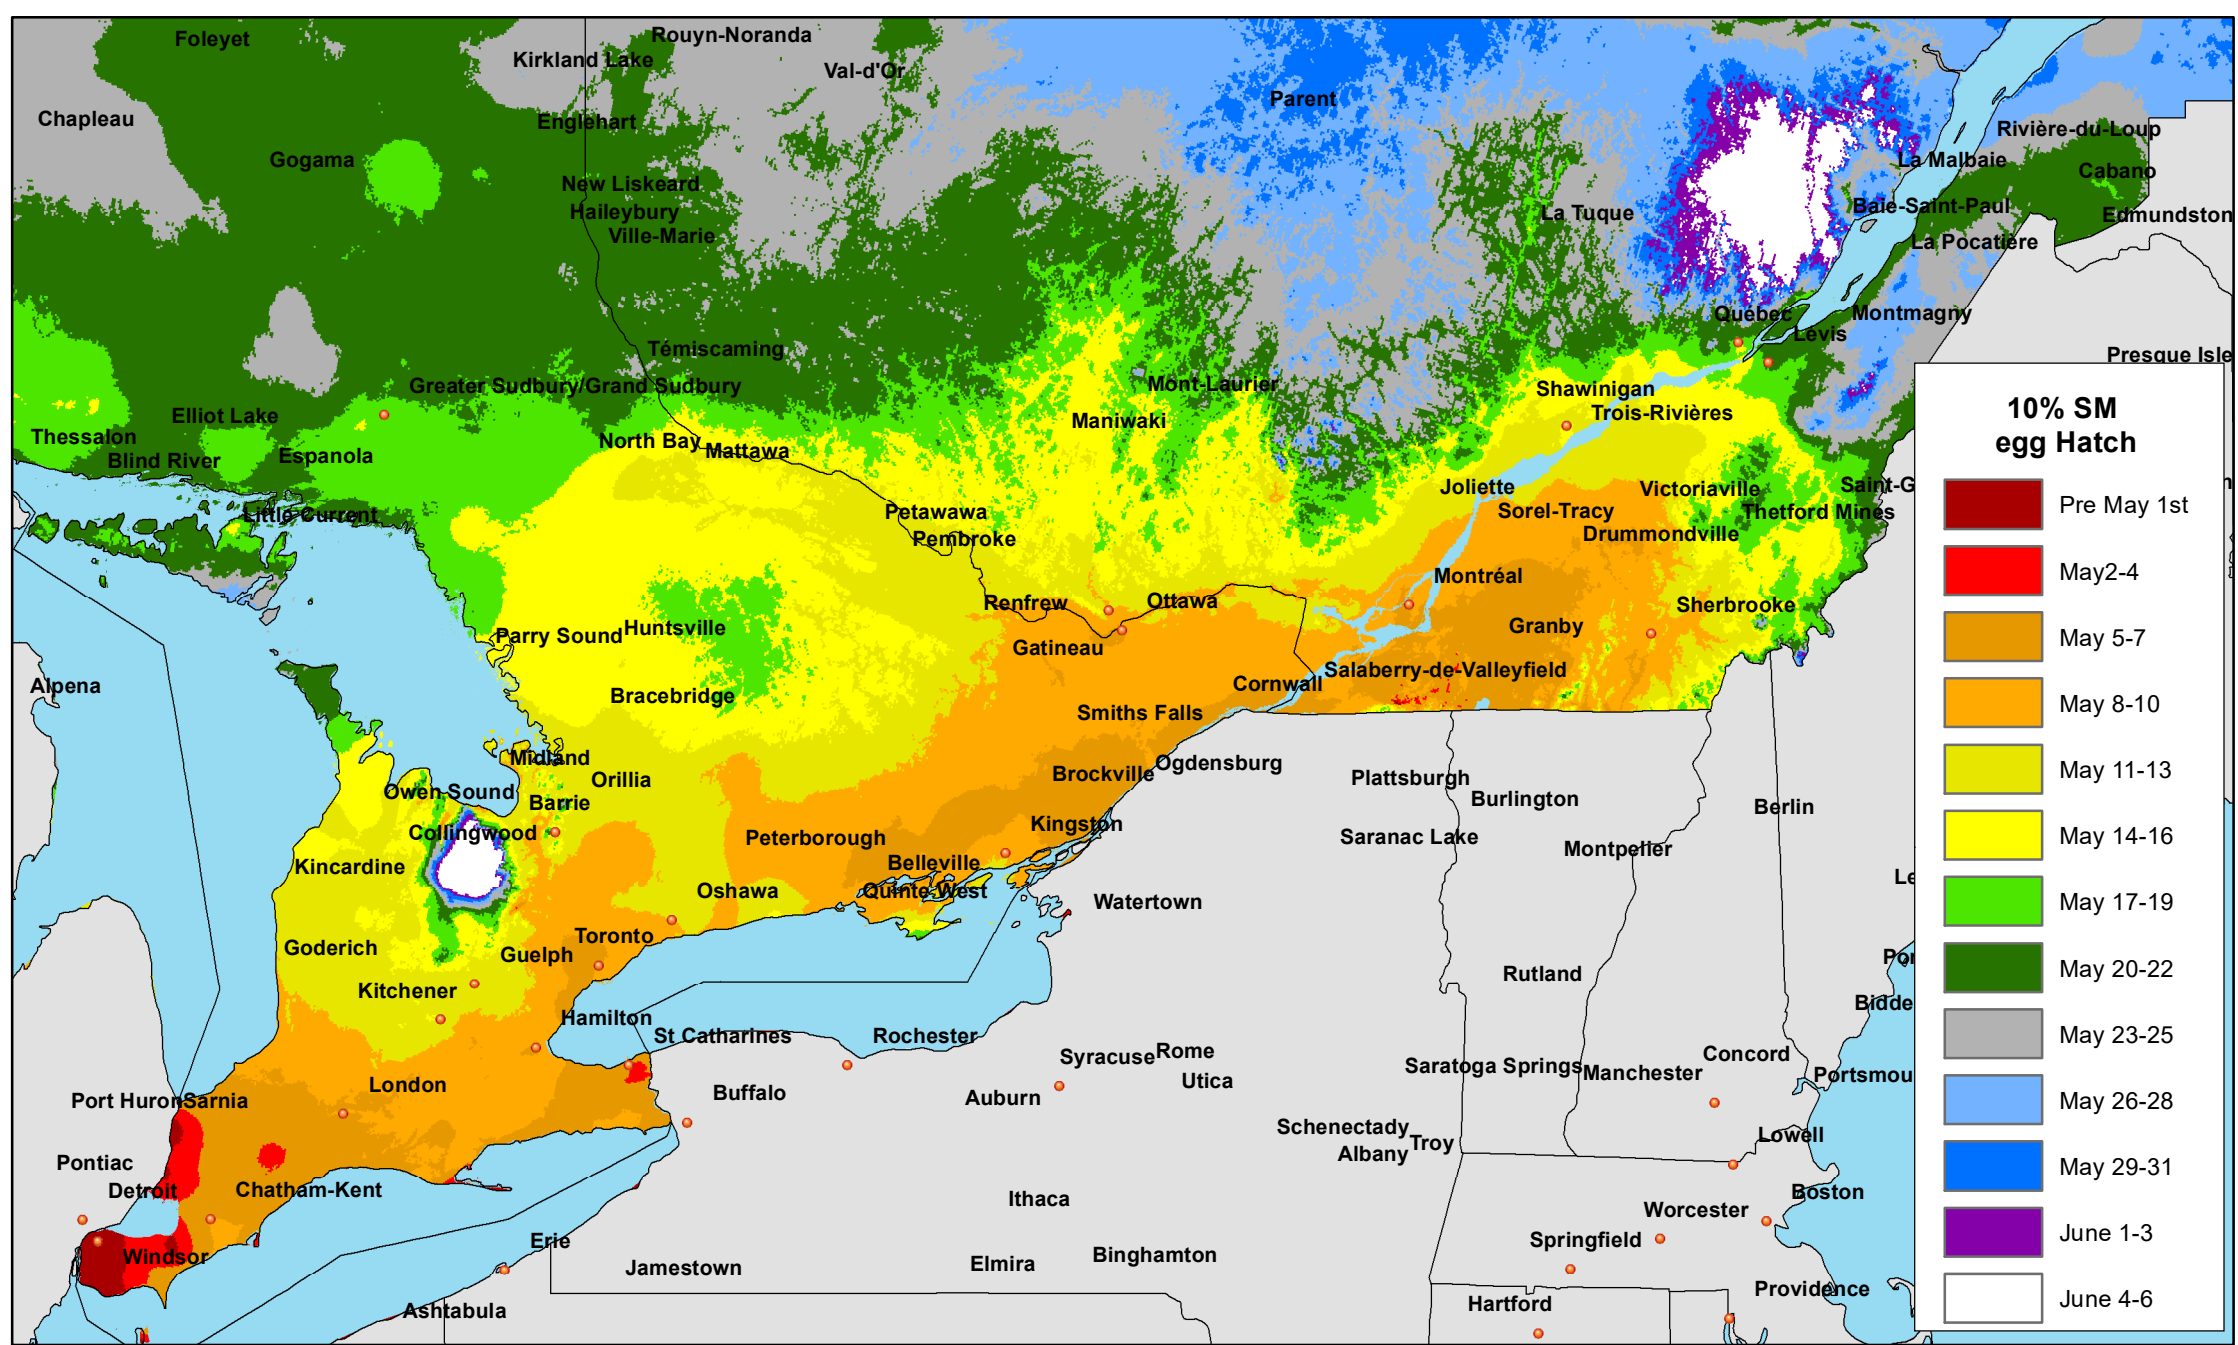 Foleyet
Rouyn-Noranda
Kirkland Lake
Val-d'Or
Parent
Chapleau
Englehart
Rivière-du-Loup
Gogama
La Malbaie
Cabano
New Liskeard
Haileybury
La Tuque
Baie-Saint-Paul
Edmundston
Ville-Marie
La Pocatière
Québec
Montmagny
Lévis
Témiscaming
Presque Isle
Greater Sudbury/Grand Sudbury
Mont-Laurier
Shawinigan
Elliot Lake
Maniwaki
Trois-Rivières
Thessalon
North Bay
Mattawa
Blind River
Espanola
Joliette
Victoriaville
Saint-G
Little Current
Petawawa
Sorel-Tracy
Thetford Mines
Pembroke
Drummondville
Montréal
Renfrew
Ottawa
Sherbrooke
Parry Sound
Huntsville
Granby
Gatineau
Salaberry-de-Valleyfield
Alpena
Bracebridge
Cornwall
Smiths Falls
Midland
Ogdensburg
Brockville
Orillia
Plattsburgh
Owen Sound
Barrie
Burlington
Berlin
Collingwood
Kingston
Peterborough
Saranac Lake
Montpelier
Kincardine
Belleville
Le
Oshawa
Quinte-West
Watertown
Goderich
Toronto
Guelph
Por
Rutland
Kitchener
Bidde
Hamilton
St Catharines
Rochester
Syracuse
Rome
Concord
London
Buffalo
Utica
Saratoga Springs
Manchester
Portsmou
Port Huron
Sarnia
Auburn
Schenectady
Troy
Lowell
Albany
Pontiac
Detroit
Chatham-Kent
Ithaca
Boston
Worcester
Windsor
Erie
Springfield
Jamestown
Elmira
Binghamton
Providence
Ashtabula
Hartford
10% SM
egg Hatch
Pre May 1st
May2-4
May 5-7
May 8-10
May 11-13
May 14-16
May 17-19
May 20-22
May 23-25
May 26-28
May 29-31
June 1-3
June 4-6